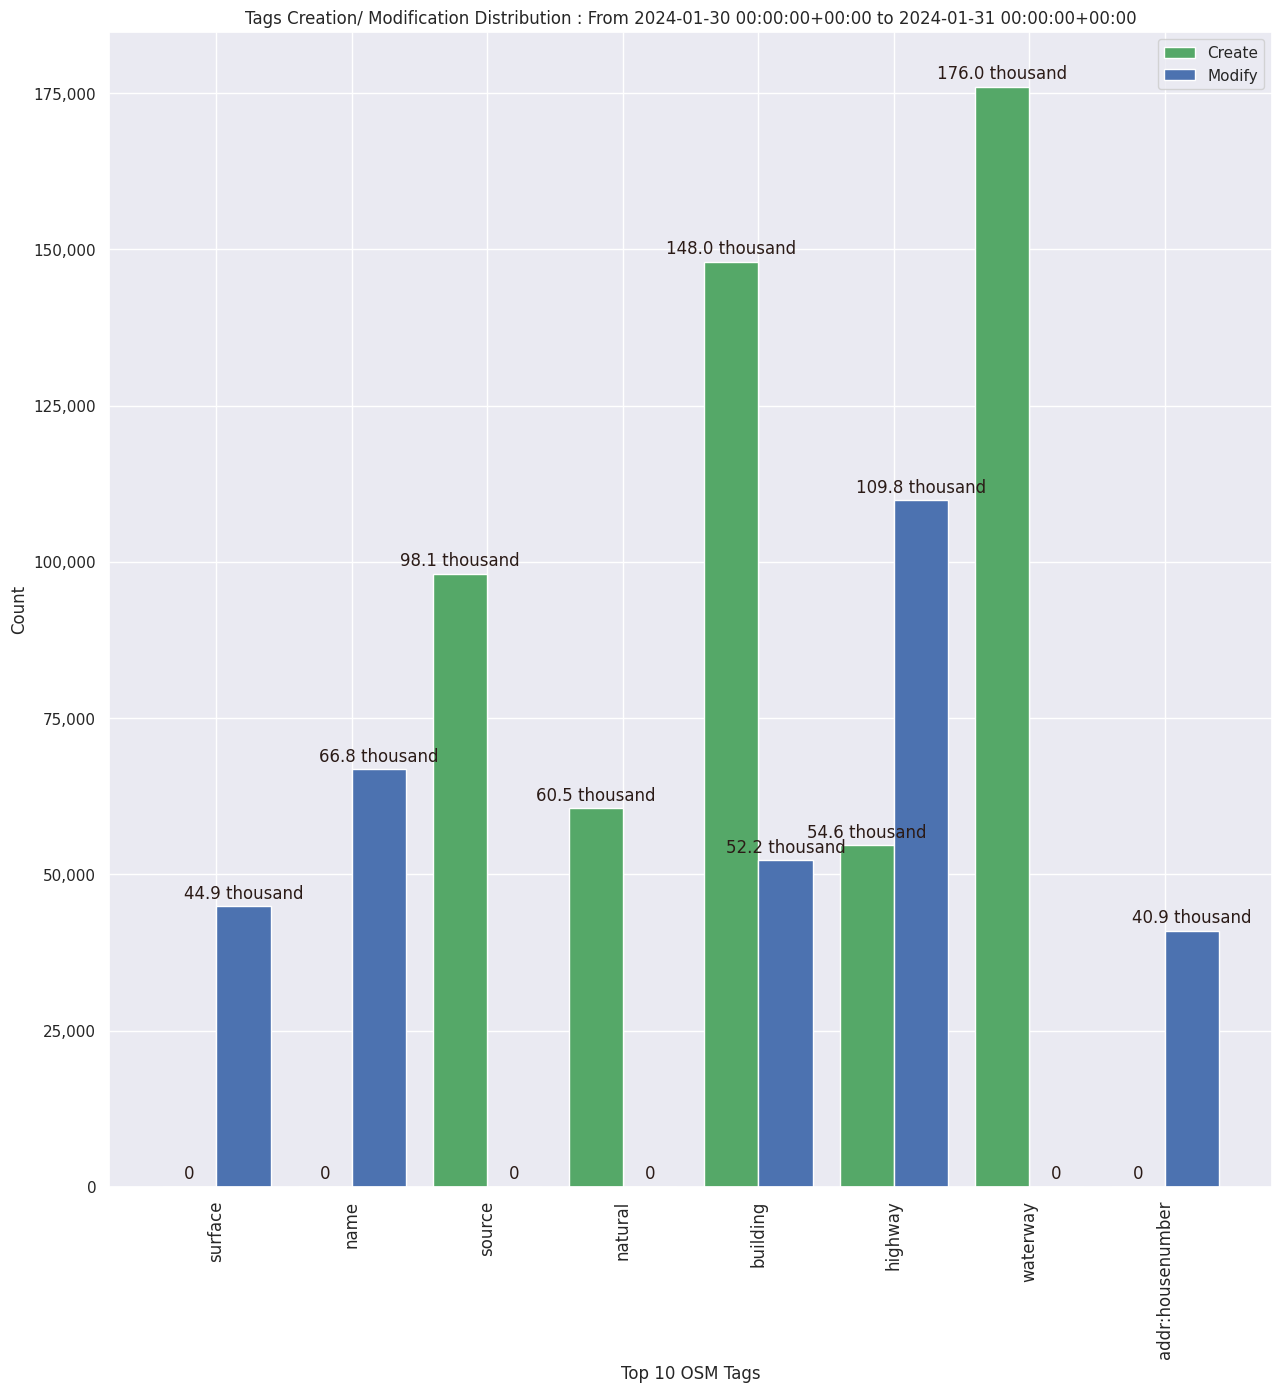 Tags Creation/ Modification Distribution : From 2024-01-30 00:00:00+00:00 to 2024-01-31 00:00:00+00:00
Create
Modify
176.0 thousand
175,000
150,000
148.0 thousand
125,000
109.8 thousand
100,000
98.1 thousand
75,000
66.8 thousand
60.5 thousand
54.6 thousand
52.2 thousand
50,000
44.9 thousand
40.9 thousand
25,000
0 0 0 0 0 0
0
Count
surface
name
source
natural
building
highway
waterway
addr:housenumber
Top 10 OSM Tags